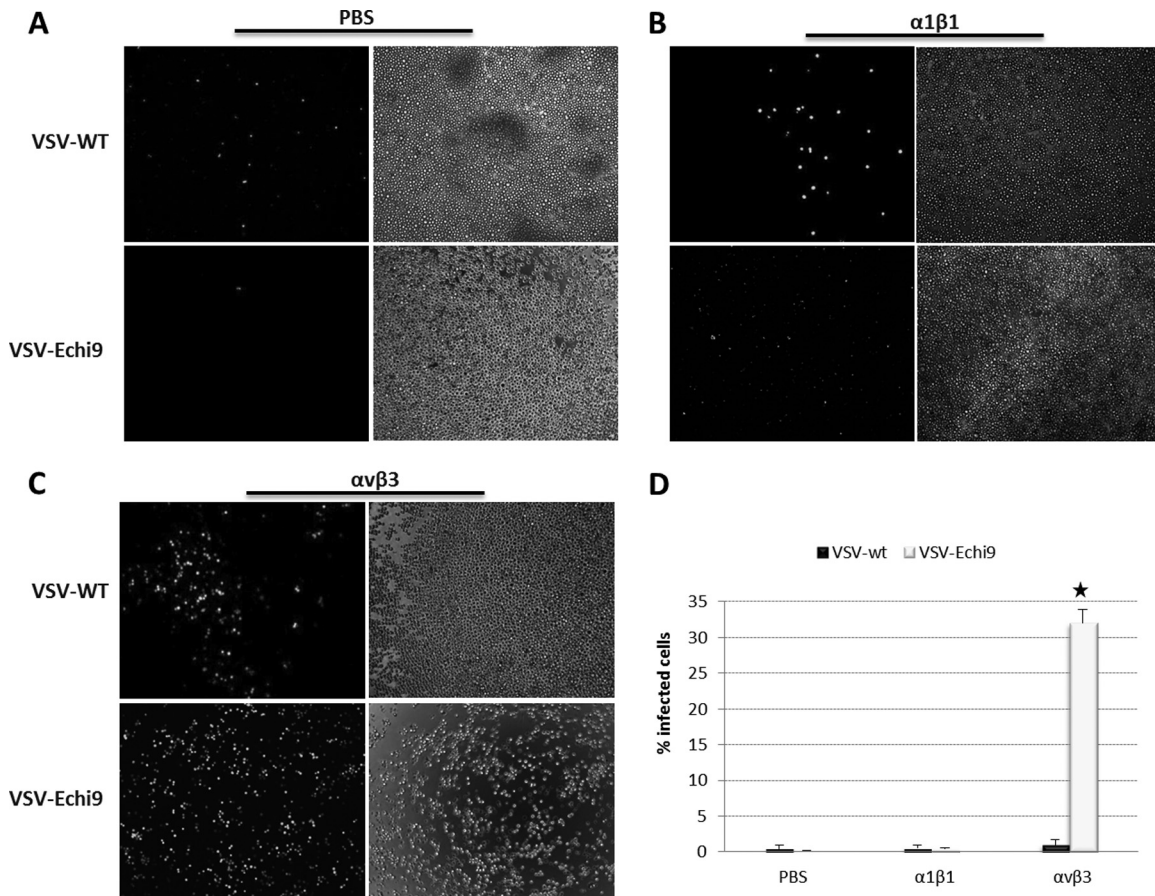 A
PBS
VSV-WT
VSV-Echi9
B
α1β1
C
αvβ3
VSV-WT
VSV-Echi9
D
VSV-wt VSV-Echi9
★
% infected cells
35
30
25
20
15
10
5
0
PBS α1β1 αvβ3